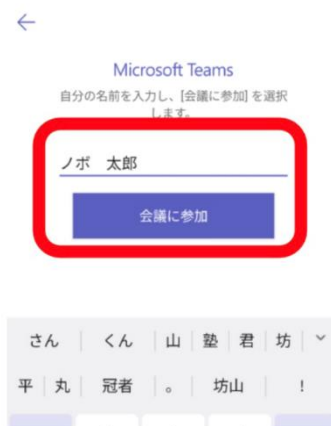 Microsoft Teams
自分の名前を入力し、[会議に参加] を選択
します。
ノボ　太郎
会議に参加
さん くん 山 塾 君 坊
平 丸 冠者 。 坊山 !